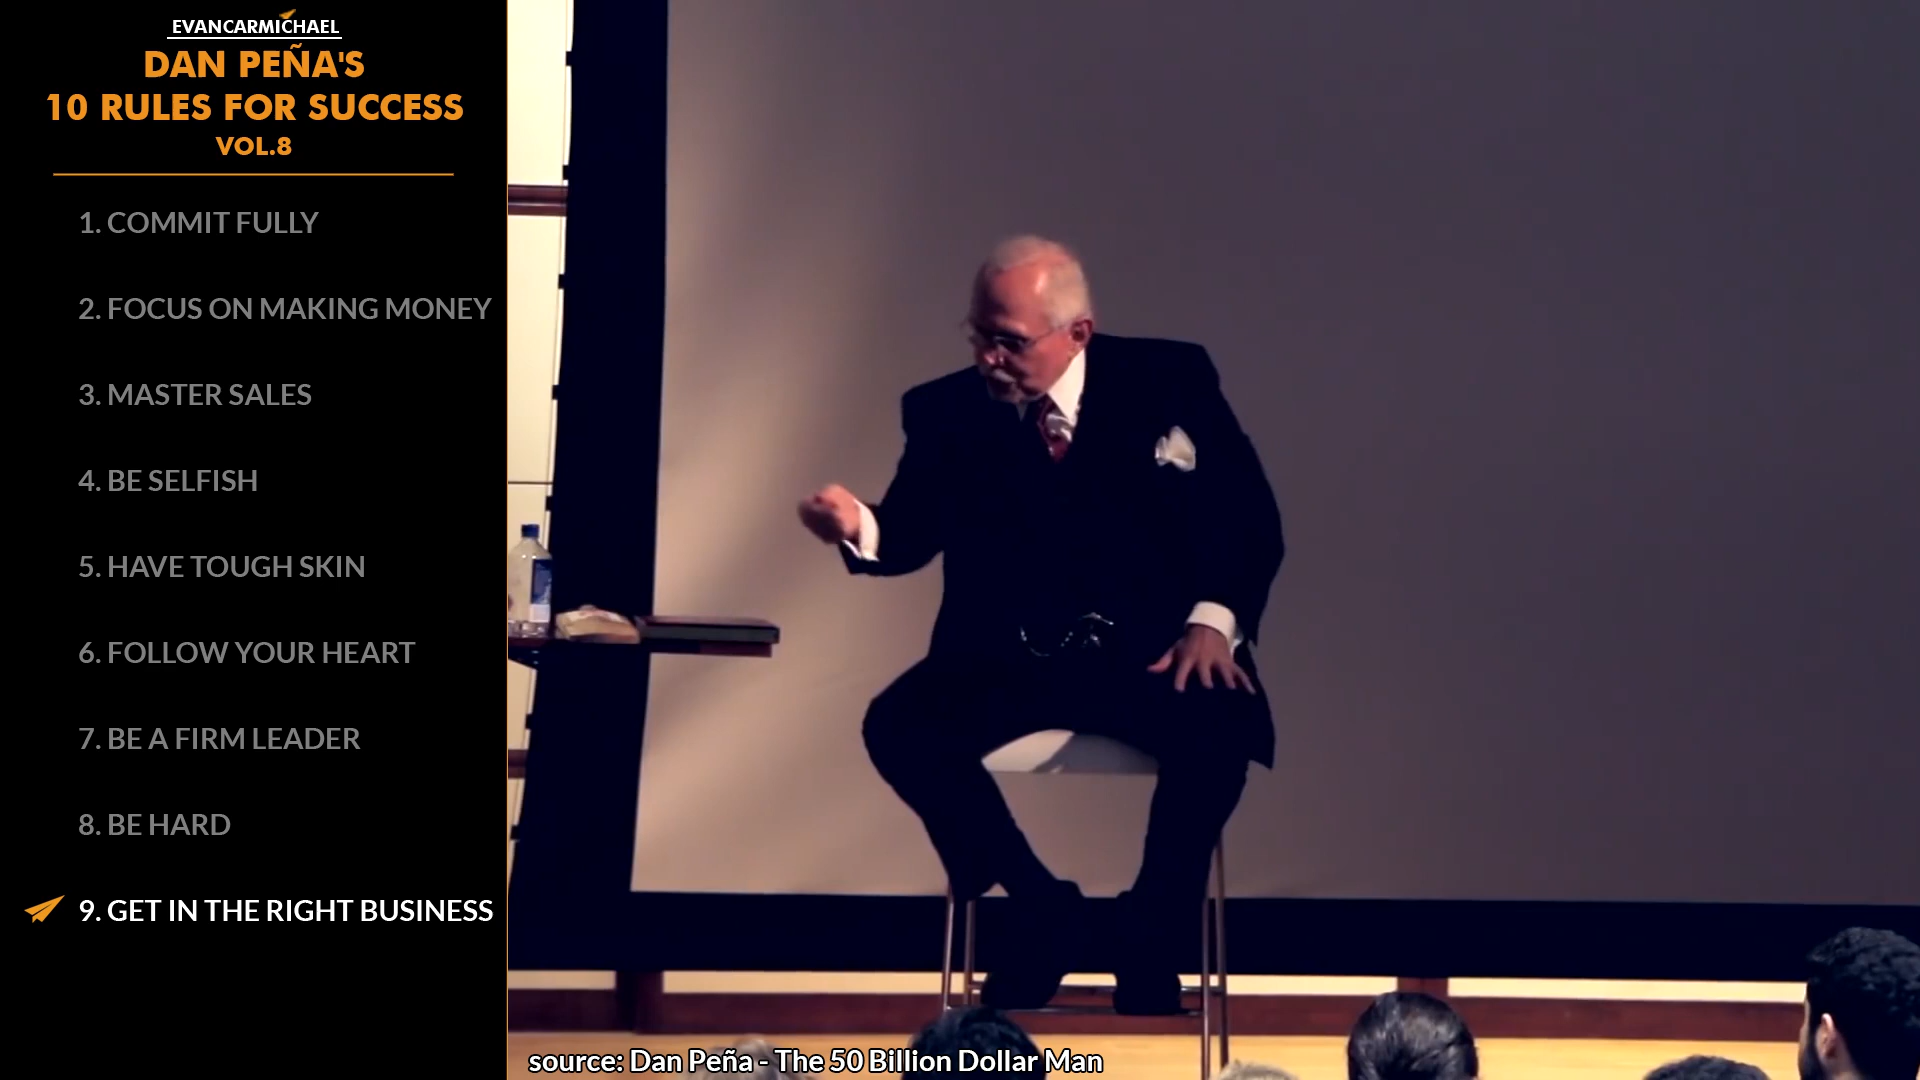 EVANCARMICHAEL
DAN PEÑA'S
10 RULES FOR SUCCESS
VOL.8
1. COMMIT FULLY
2. FOCUS ON MAKING MONEY
3. MASTER SALES
4. BE SELFISH
5. HAVE TOUGH SKIN
6. FOLLOW YOUR HEART
7. BE A FIRM LEADER
8. BE HARD
9. GET IN THE RIGHT BUSINESS
source: Dan Peña - The 50 Billion Dollar Man